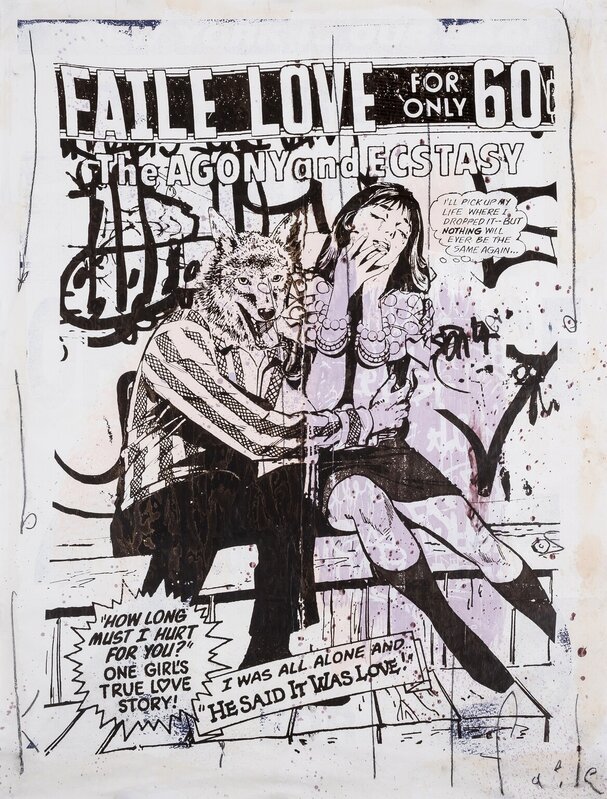 FAILE LOVE FOR ONLY 60¢
The AGONY and ECSTASY
I'LL PICK UP MY
LIFE WHERE I
DROPPED IT--BUT
NOTHING WILL
EVER BE THE
SAME AGAIN...
"HOW LONG
MUST I HURT
FOR YOU?"
ONE GIRL'S
TRUE LOVE
STORY!
I WAS ALL ALONE AND...
"HE SAID IT WAS LOVE!"